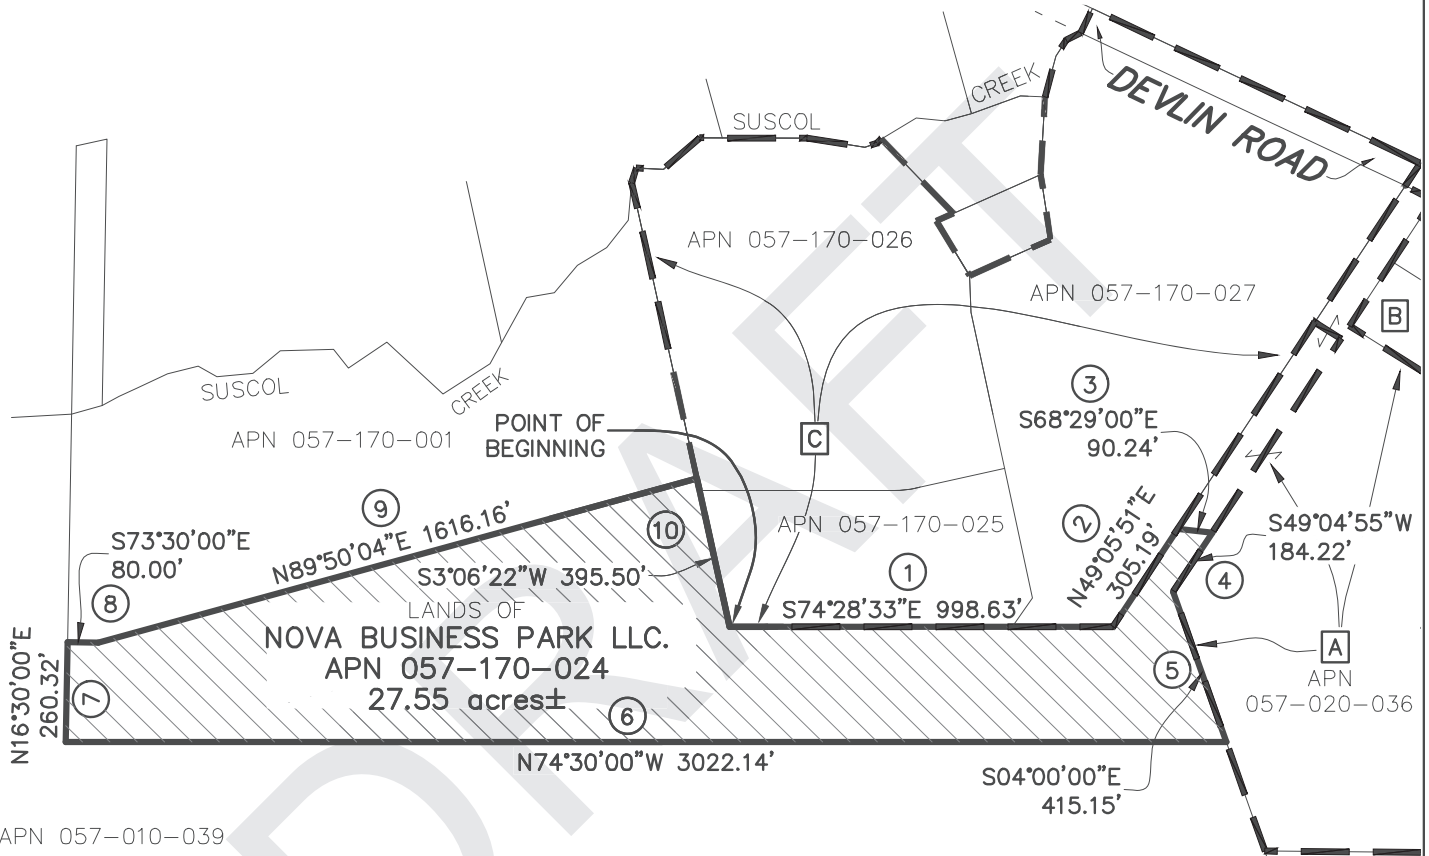 DEVLIN ROAD
SUSCOL
CREEK
APN 057-170-026
APN 057-170-027
B
SUSCOL
CREEK
APN 057-170-001
POINT OF
BEGINNING
C
3
S68°29'00"E
90.24'
9
N89°50'04"E 1616.16'
S73°30'00"E
80.00'
8
10
S3°06'22"W 395.50'
APN 057-170-025
1
S74°28'33"E 998.63'
2
N49°05'51"E
305.19'
S49°04'55"W
184.22'
4
LANDS OF
NOVA BUSINESS PARK LLC.
APN 057-170-024
27.55 acres±
A
APN
057-020-036
5
N16°30'00"E
260.32'
7
6
N74°30'00"W 3022.14'
S04°00'00"E
415.15'
APN 057-010-039
DRAFT